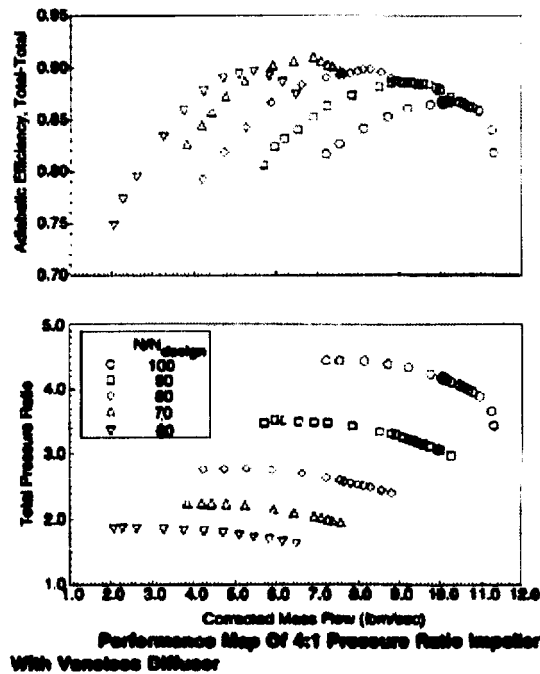 0.95
0.90
0.85
0.80
0.75
0.70
Adiabatic Efficiency, Total-Total
5.0
4.0
3.0
2.0
1.0
Total Pressure Ratio
N/N design
100
90
80
70
60
1.0 2.0 3.0 4.0 5.0 6.0 7.0 8.0 9.0 10.0 11.0 12.0
Corrected Mass Flow (lbm/sec)
Performance Map Of 4:1 Pressure Ratio Impeller
With Vaneless Diffuser